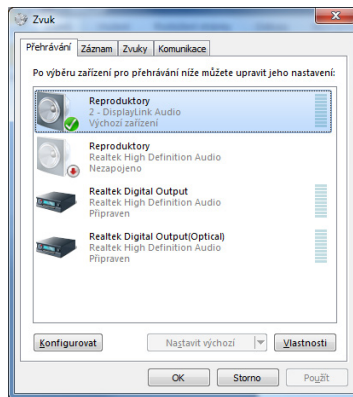 Zvuk
Přehrávání Záznam Zvuky Komunikace
Po výběru zařízení pro přehrávání níže můžete upravit jeho nastavení:
Reproduktory
2 - DisplayLink Audio
Výchozí zařízení
Reproduktory
Realtek High Definition Audio
Nezapojeno
Realtek Digital Output
Realtek High Definition Audio
Připraven
Realtek Digital Output(Optical)
Realtek High Definition Audio
Připraven
Konfigurovat Nastavit výchozí Vlastnosti
OK Storno Použít